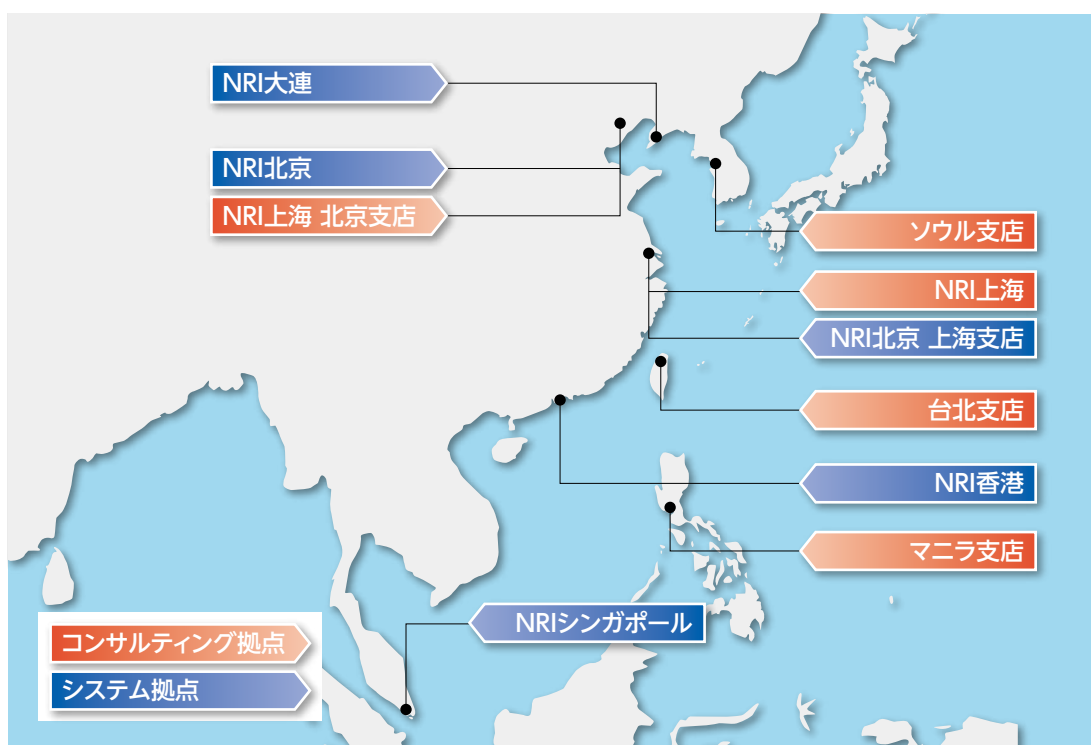 NRI大連
NRI北京
NRI上海 北京支店
ソウル支店
NRI上海
NRI北京 上海支店
台北支店
NRI香港
マニラ支店
NRIシンガポール
コンサルティング拠点
システム拠点